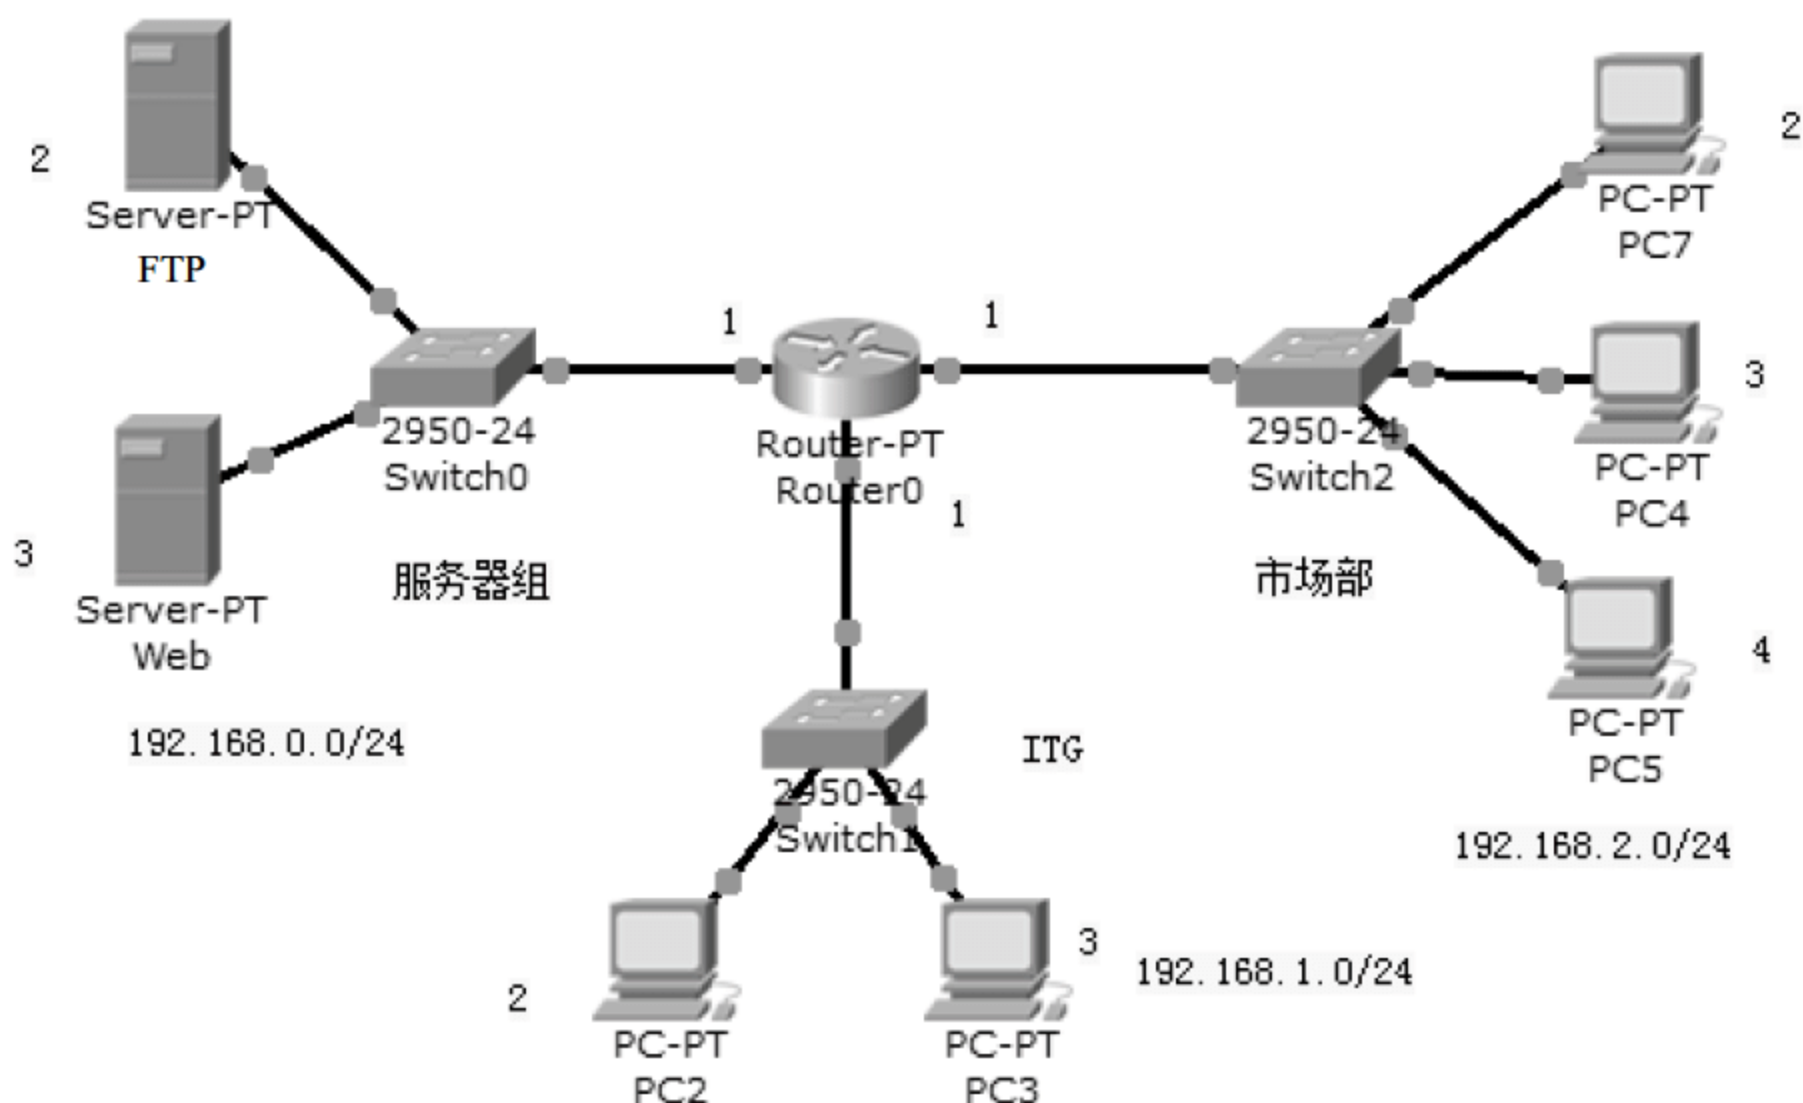 2
Server-PT
FTP
2950-24
Switch0
3
Server-PT
Web
服务器组
192.168.0.0/24
1
1
Router-PT
Router0
1
2950-24
Switch1
ITG
2
PC-PT
PC2
3
PC-PT
PC3
192.168.1.0/24
2950-24
Switch2
市场部
2
PC-PT
PC7
3
PC-PT
PC4
4
PC-PT
PC5
192.168.2.0/24